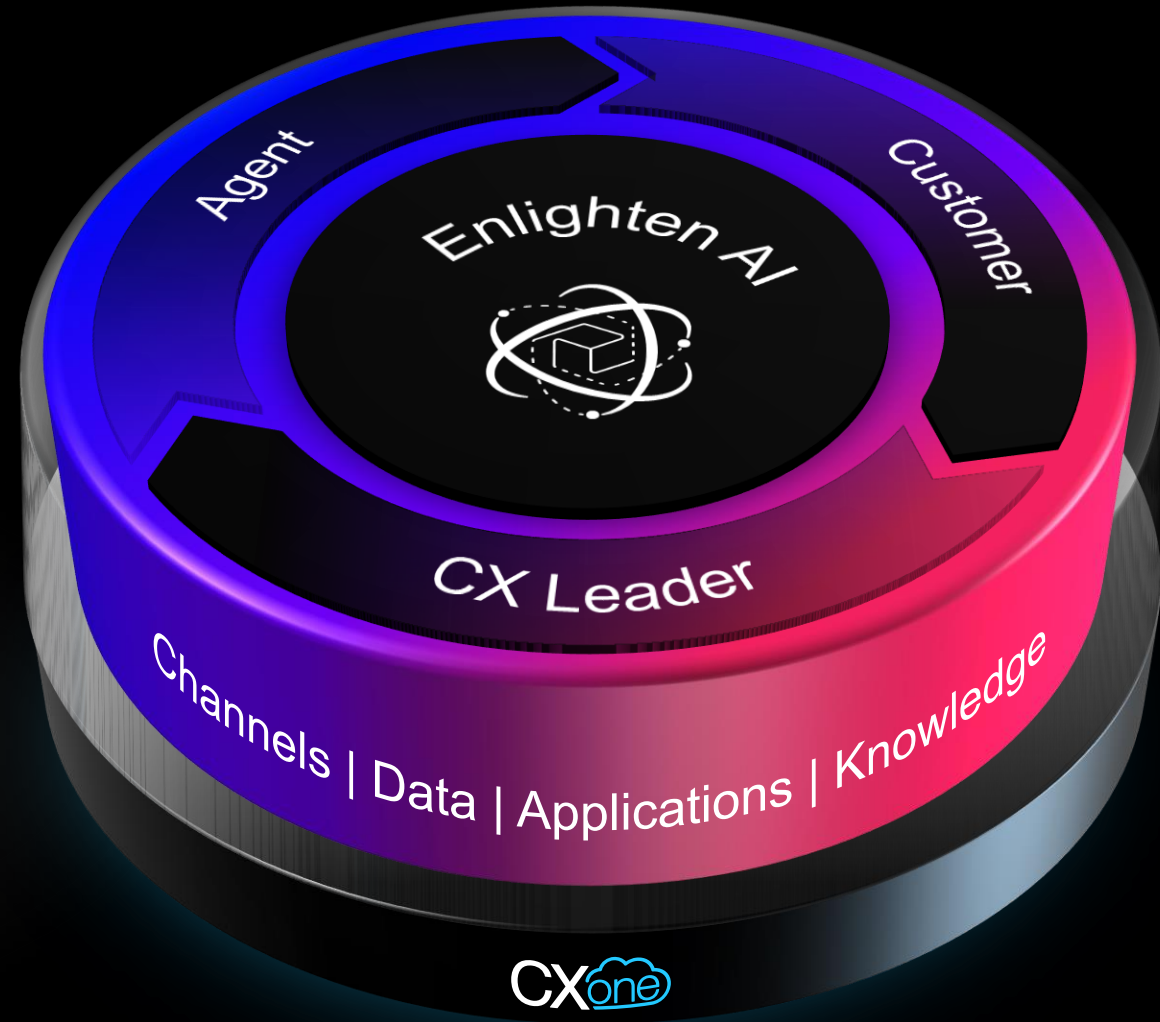 Agent
Customer
Enlighten AI
CX Leader
Channels | Data | Applications | Knowledge
CXone